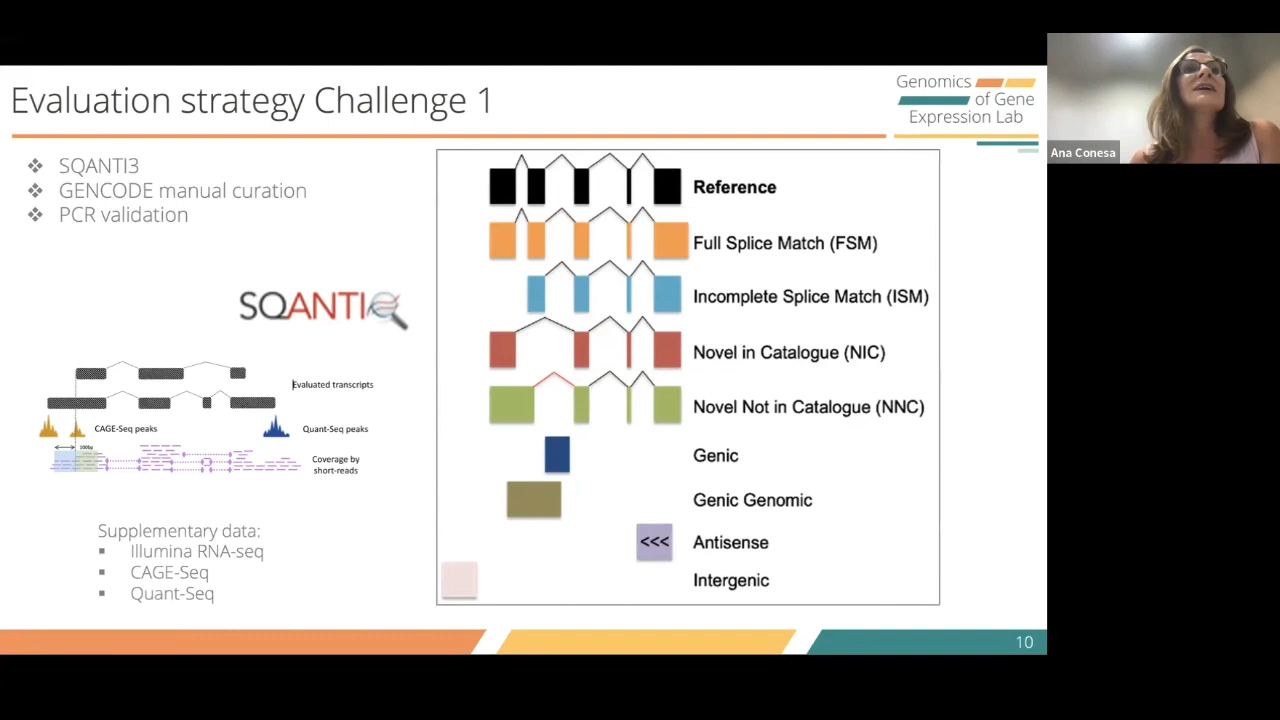 Evaluation strategy Challenge 1
Genomics
of Gene
Expression Lab
Ana Conesa
❖ SQANTI3
❖ GENCODE manual curation
❖ PCR validation
SQANTI
Evaluated transcripts
CAGE-Seq peaks
Quant-Seq peaks
100bp
Coverage by
short-reads
Supplementary data:
▪ Illumina RNA-seq
▪ CAGE-Seq
▪ Quant-Seq
Reference
Full Splice Match (FSM)
Incomplete Splice Match (ISM)
Novel in Catalogue (NIC)
Novel Not in Catalogue (NNC)
Genic
Genic Genomic
<<< Antisense
Intergenic
10